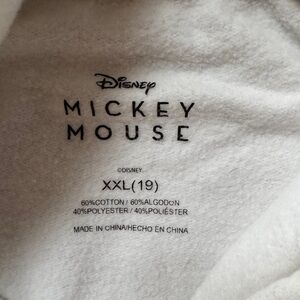 Disney
MICKEY
MOUSE
©DISNEY
XXL(19)
60%COTTON / 60%ALGODON
40%POLYESTER / 40%POLIÉSTER
MADE IN CHINA/HECHO EN CHINA